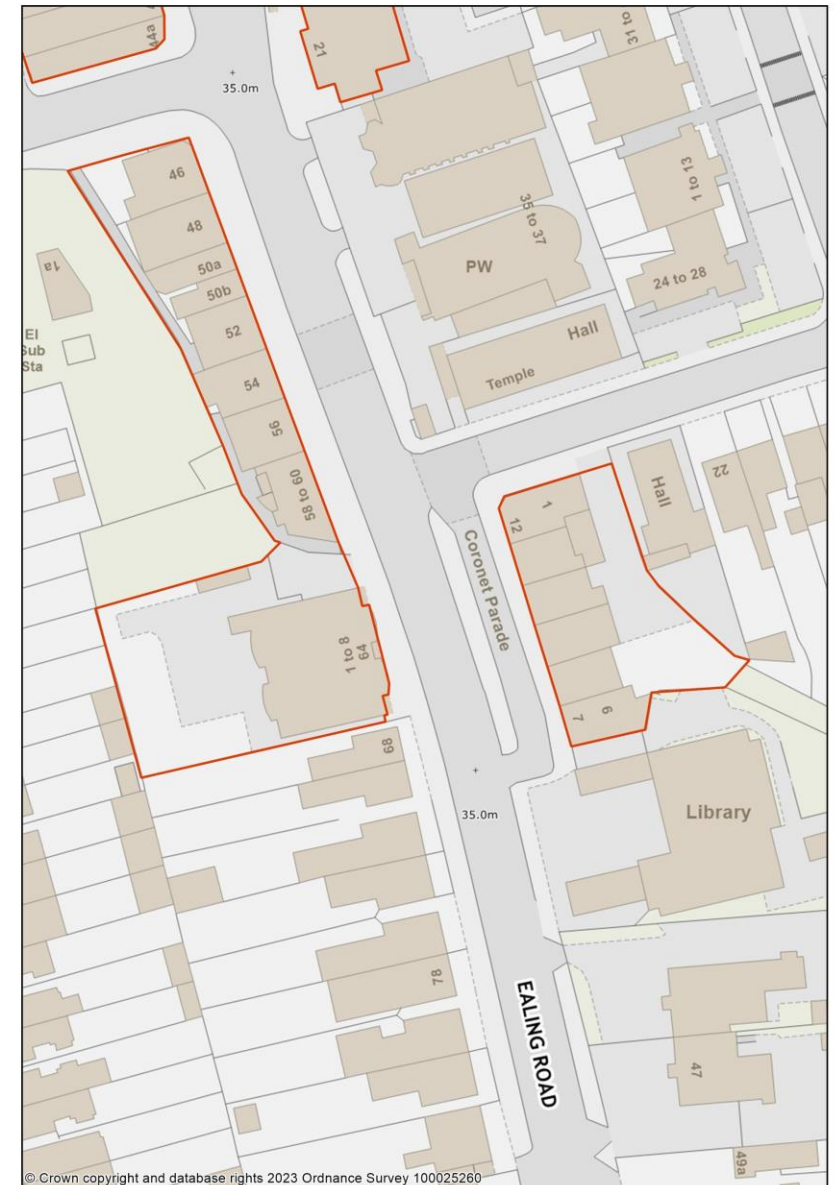 44a
21
31 to
35.0m
46
48
50a
50b
52
54
56
58 to 60
1a
El
Sub
Sta
35 to 37
PW
1 to 13
24 to 28
Temple
Hall
Hall
22
1
12
Coronet Parade
6
7
1 to 8
64
68
35.0m
Library
78
EALING ROAD
47
49a
© Crown copyright and database rights 2023 Ordnance Survey 100025260